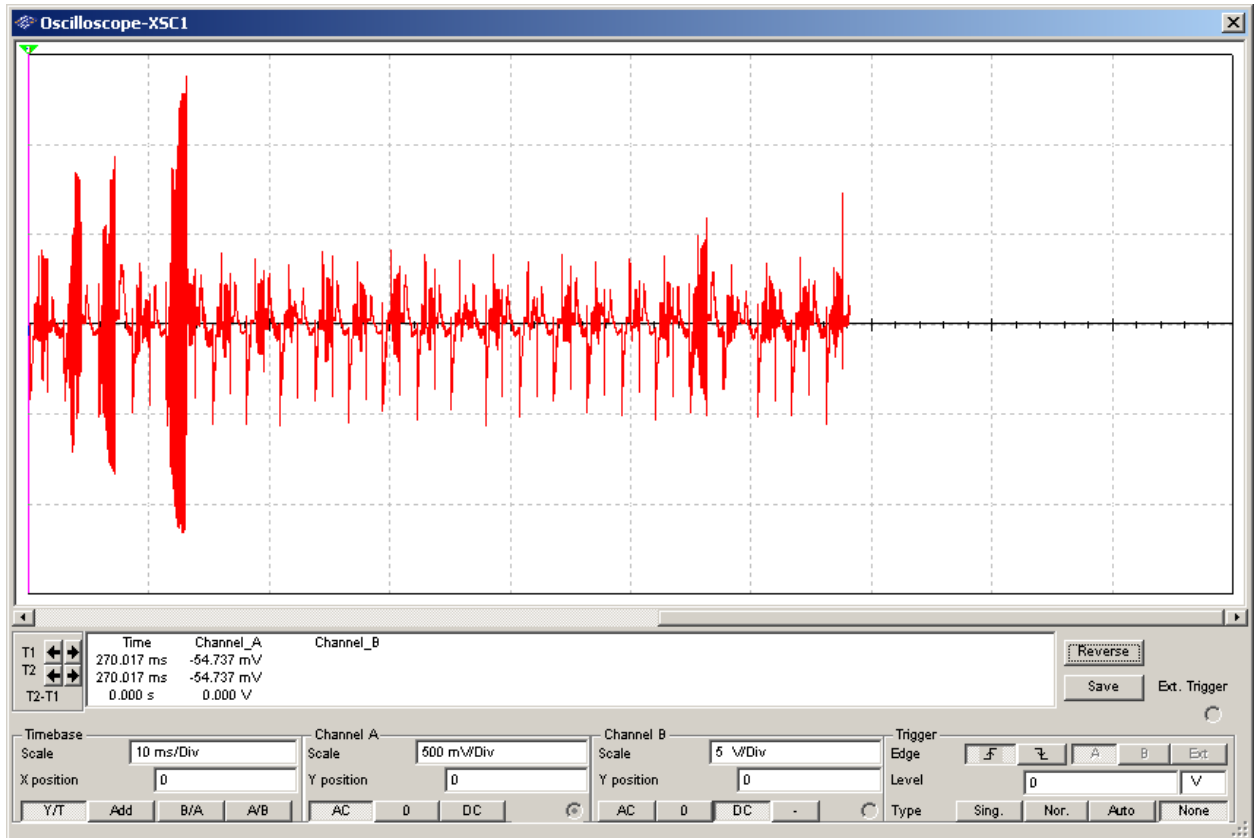 Oscilloscope-XSC1
1
Time Channel_A Channel_B
T1 270.017 ms -54.737 mV
T2 270.017 ms -54.737 mV
T2-T1 0.000 s 0.000 V
Reverse
Save Ext. Trigger
Timebase Channel A Channel B Trigger
Scale 10 ms/Div Scale 500 mV/Div Scale 5 V/Div Edge A B Ext
X position 0 Y position 0 Y position 0 Level 0 V
Y/T Add B/A A/B AC 0 DC AC 0 DC - Type Sing. Nor. Auto None